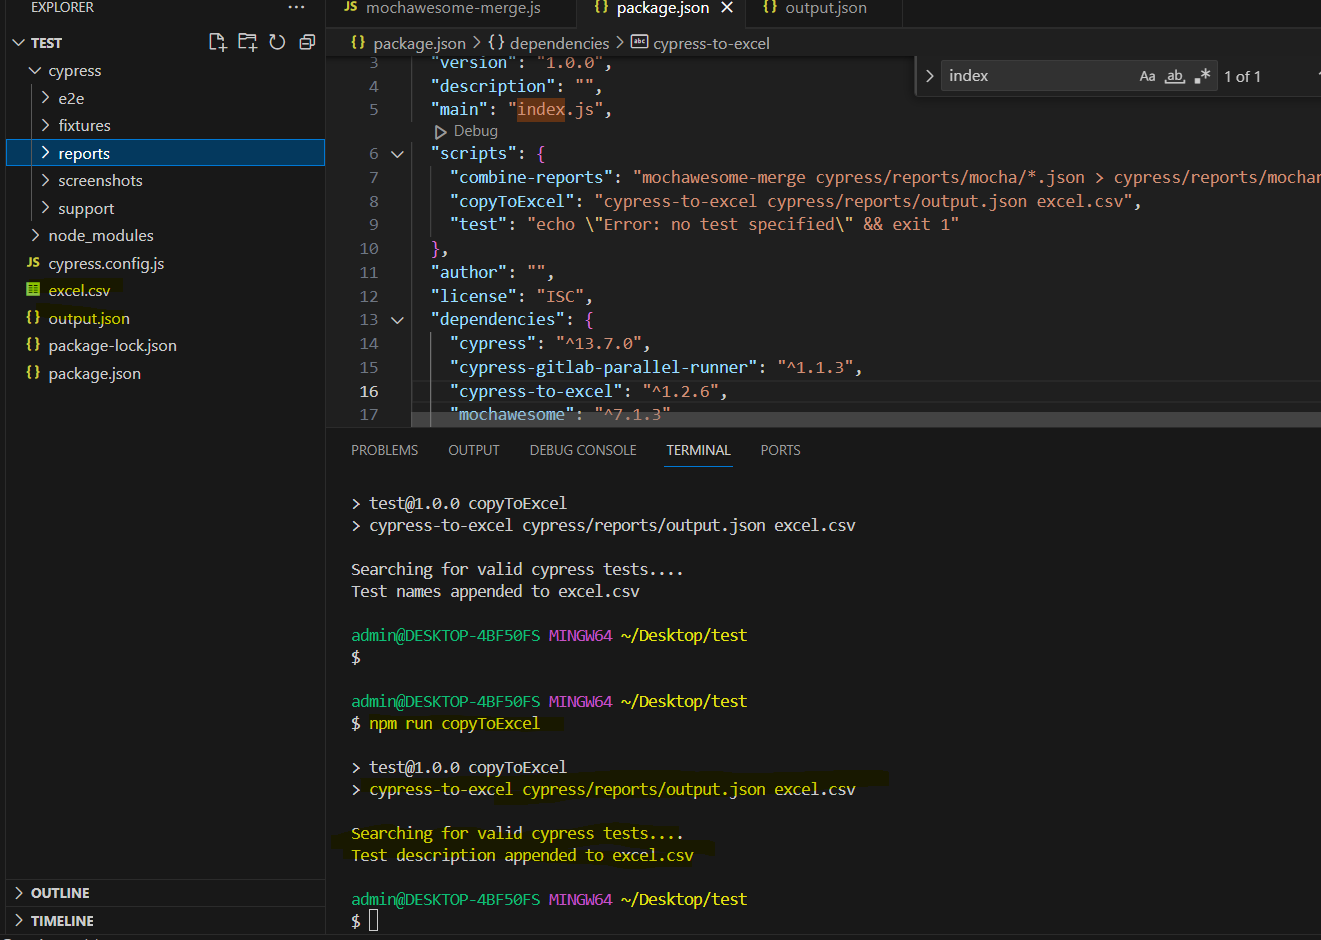 EXPLORER
TEST
cypress
e2e
fixtures
reports
screenshots
support
node_modules
JS cypress.config.js
excel.csv
{} output.json
{} package-lock.json
{} package.json
OUTLINE
TIMELINE
JS mochawesome-merge.js
{} package.json
{} output.json
{} package.json > {} dependencies > abc cypress-to-excel
index
Aa ab
1 of 1
3 "version": "1.0.0",
4 "description": "",
5 "main": "index.js",
Debug
6 "scripts": {
7 "combine-reports": "mochawesome-merge cypress/reports/mocha/*.json > cypress/reports/mochar
8 "copyToExcel": "cypress-to-excel cypress/reports/output.json excel.csv",
9 "test": "echo \"Error: no test specified\" && exit 1"
10 },
11 "author": "",
12 "license": "ISC",
13 "dependencies": {
14 "cypress": "^13.7.0",
15 "cypress-gitlab-parallel-runner": "^1.1.3",
16 "cypress-to-excel": "^1.2.6",
17 "mochawesome": "^7.1.3"
PROBLEMS
OUTPUT
DEBUG CONSOLE
TERMINAL
PORTS
> test@1.0.0 copyToExcel
> cypress-to-excel cypress/reports/output.json excel.csv
Searching for valid cypress tests....
Test names appended to excel.csv
admin@DESKTOP-4BF50FS MINGW64 ~/Desktop/test
$
admin@DESKTOP-4BF50FS MINGW64 ~/Desktop/test
$ npm run copyToExcel
> test@1.0.0 copyToExcel
> cypress-to-excel cypress/reports/output.json excel.csv
Searching for valid cypress tests....
Test description appended to excel.csv
admin@DESKTOP-4BF50FS MINGW64 ~/Desktop/test
$